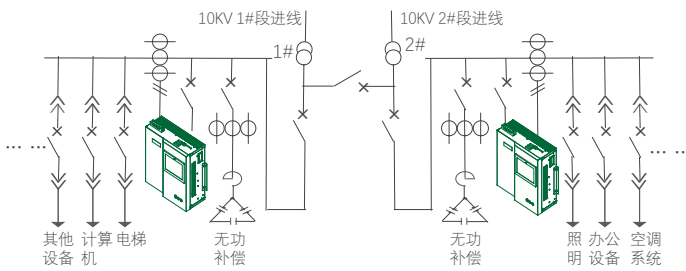 10KV 1#段进线
10KV 2#段进线
1#
2#
... ...
... ..
其他
设备
计算
机
电梯
无功
补偿
无功
补偿
照
明
办公
设备
空调
系统